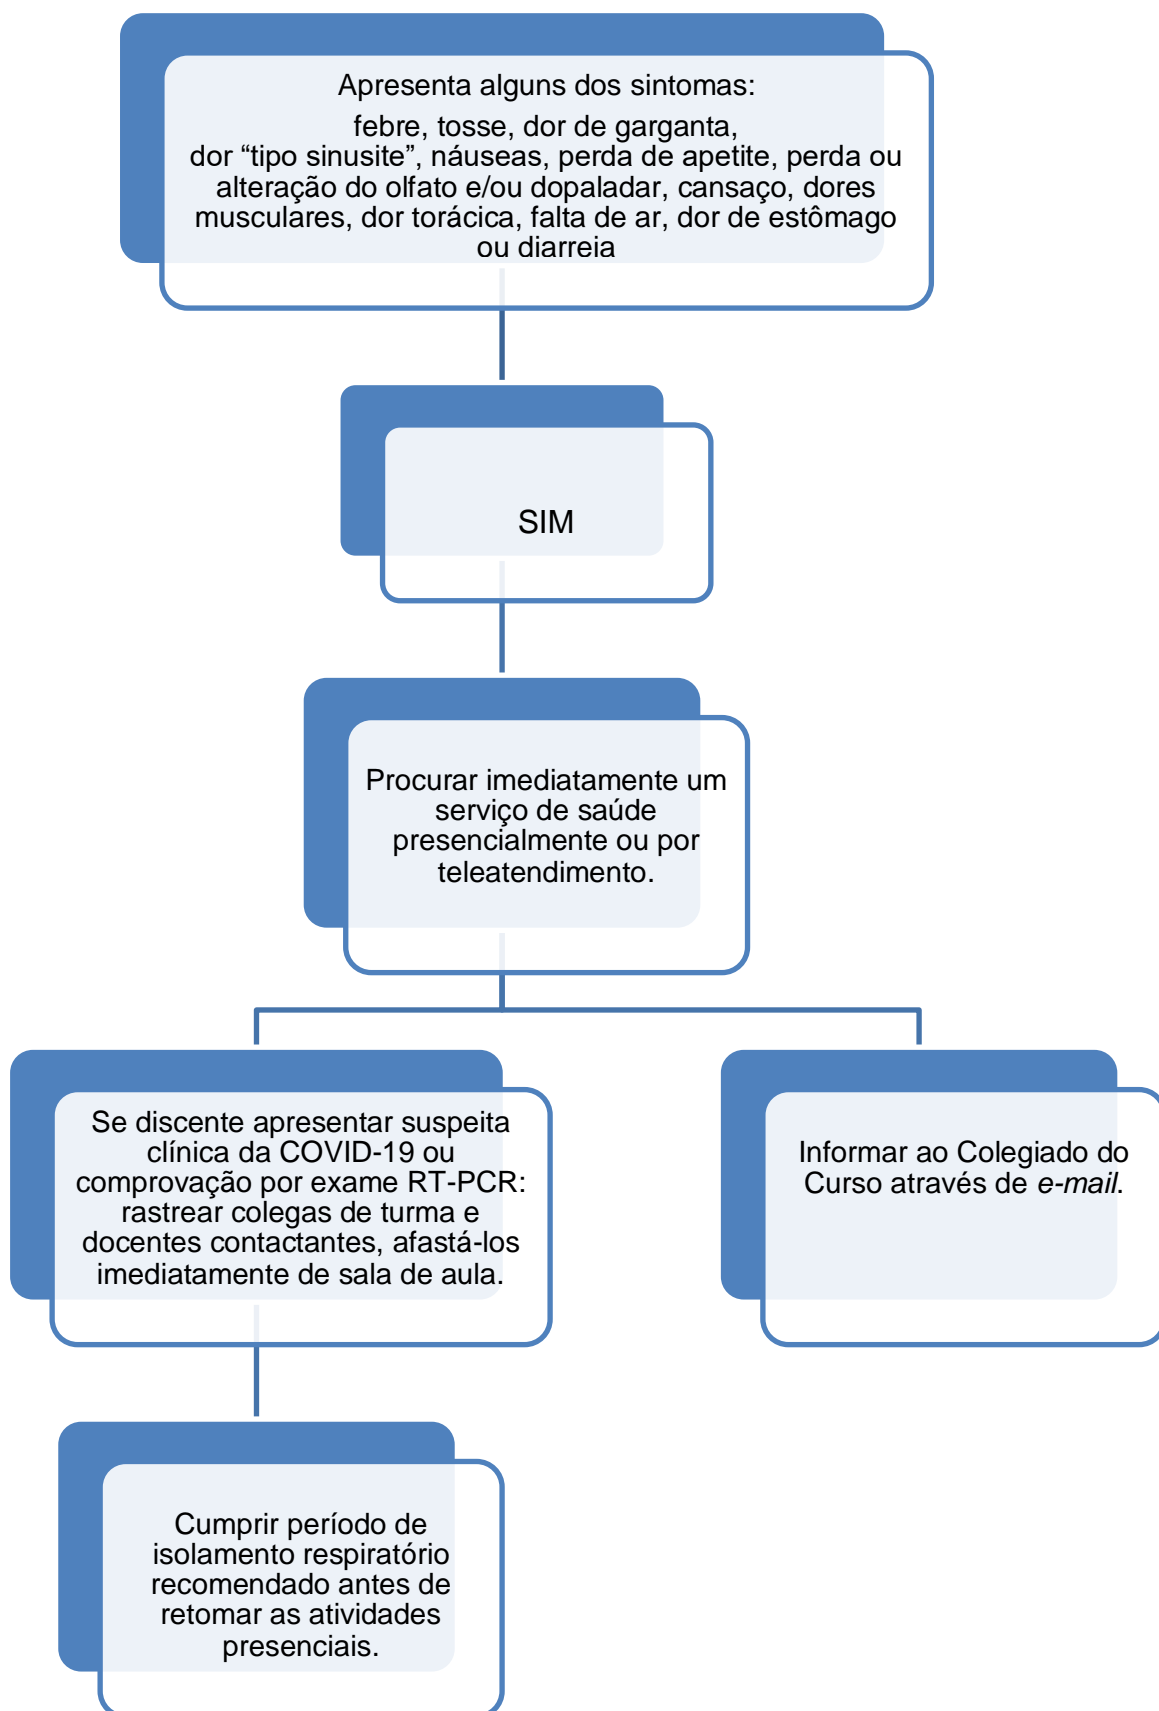 Apresenta alguns dos sintomas:
febre, tosse, dor de garganta,
dor “tipo sinusite”, náuseas, perda de apetite, perda ou
alteração do olfato e/ou dopaladar, cansaço, dores
musculares, dor torácica, falta de ar, dor de estômago
ou diarreia
SIM
Procurar imediatamente um
serviço de saúde
presencialmente ou por
teleatendimento.
Se discente apresentar suspeita
clínica da COVID-19 ou
comprovação por exame RT-PCR:
rastrear colegas de turma e
docentes contactantes, afastá-los
imediatamente de sala de aula.
Informar ao Colegiado do
Curso através de e-mail.
Cumprir período de
isolamento respiratório
recomendado antes de
retomar as atividades
presenciais.